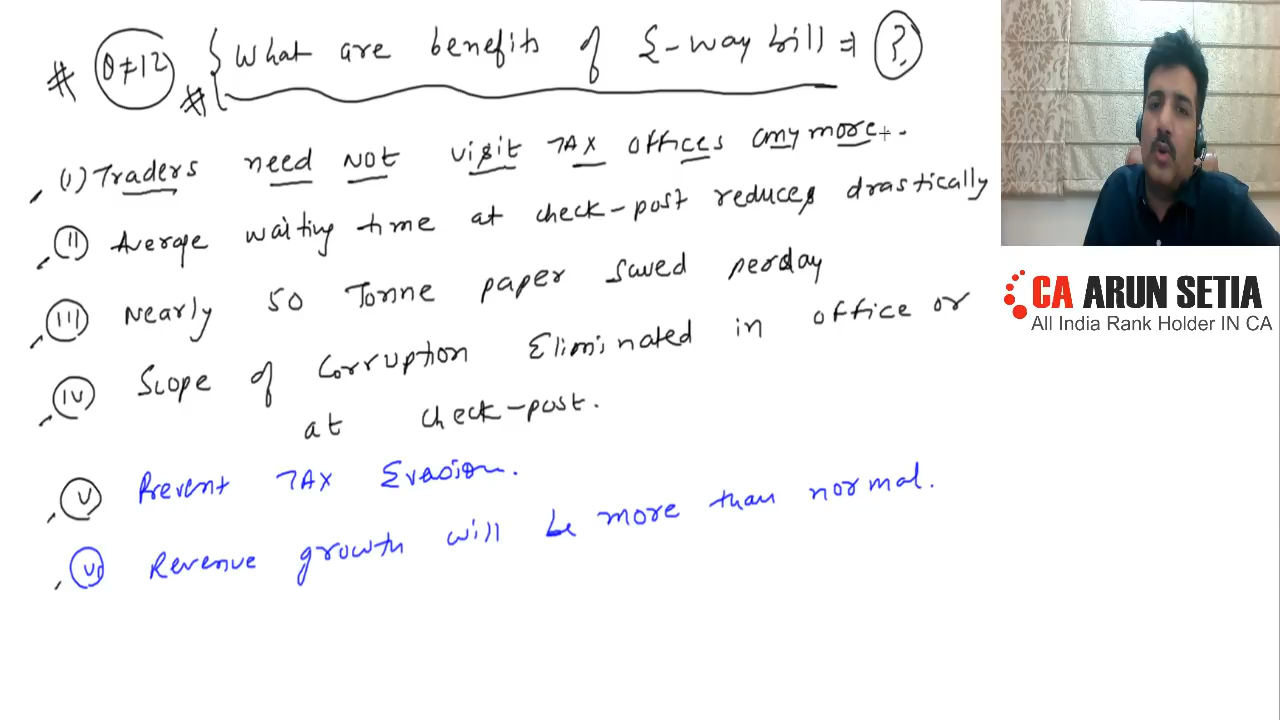 # Q#12 { What are benefits of E-way bill ⇒ ?
#
(i) Traders need NOT visit TAX offices any more.
(ii) Average waiting time at check-post reduces drastically
(iii) Nearly 50 Tonne paper saved perday
(iv) Scope of Corruption Eliminated in office or
at check-post.
(v) Prevent TAX Evasion.
(vi) Revenue growth will be more than normal.
CA ARUN SETIA
All India Rank Holder IN CA